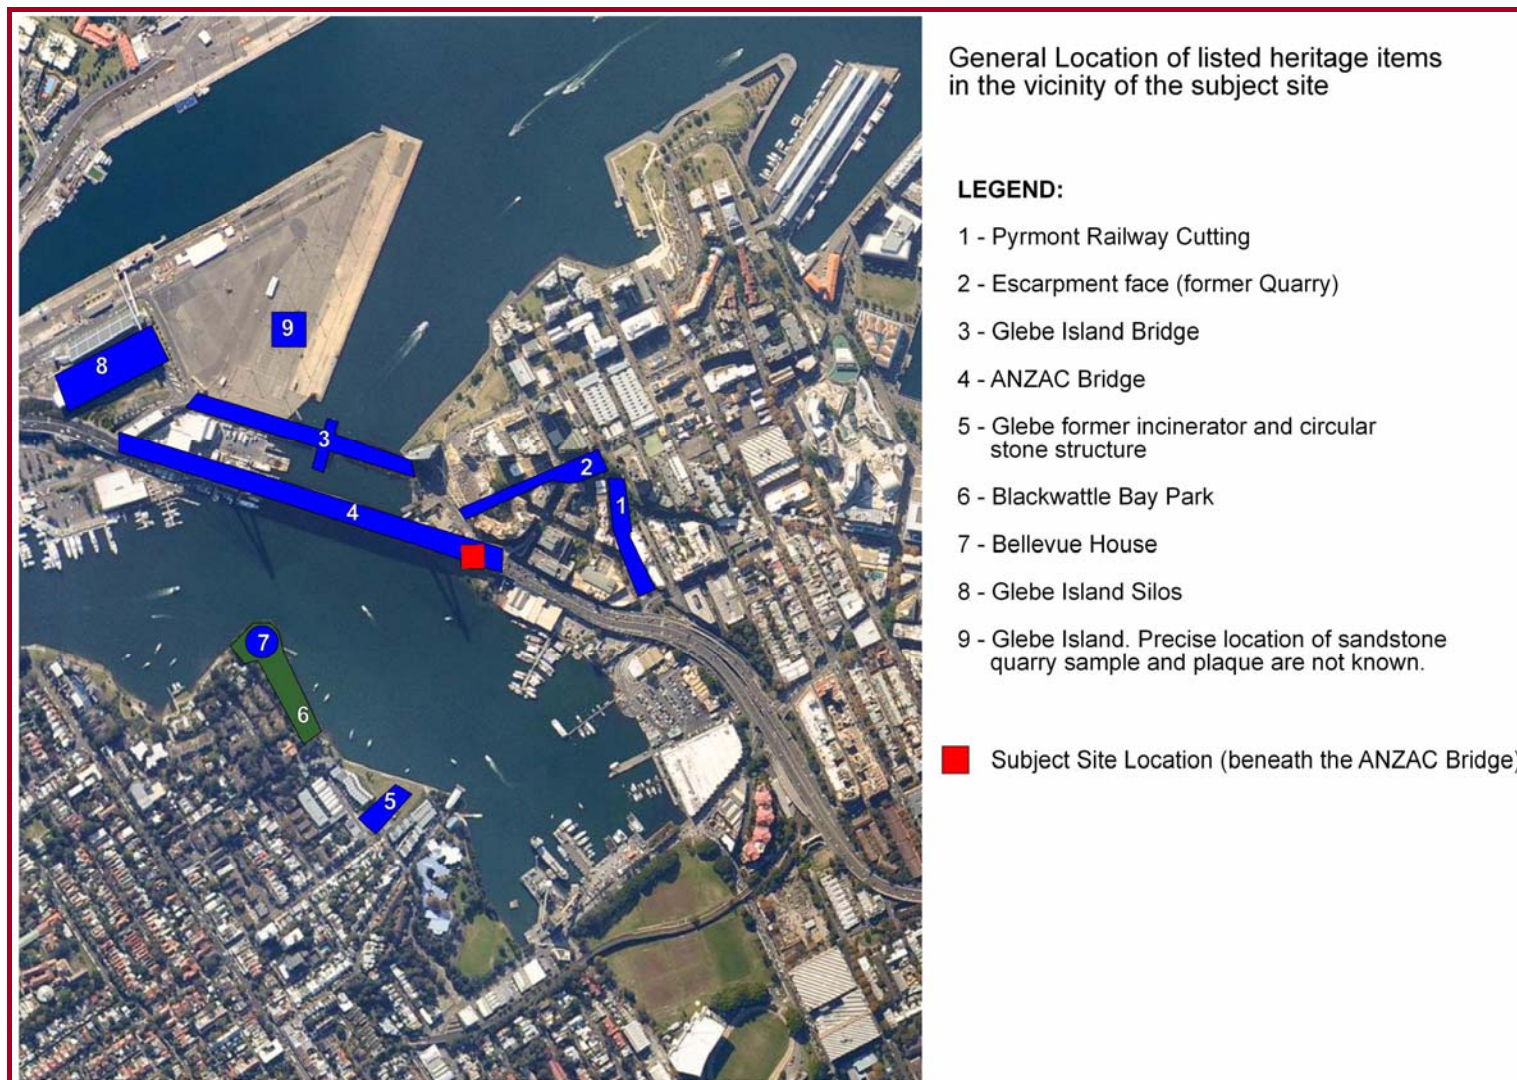 General Location of listed heritage items
in the vicinity of the subject site
LEGEND:
1 - Pyrmont Railway Cutting
2 - Escarpment face (former Quarry)
3 - Glebe Island Bridge
4 - ANZAC Bridge
5 - Glebe former incinerator and circular
stone structure
6 - Blackwattle Bay Park
7 - Bellevue House
8 - Glebe Island Silos
9 - Glebe Island. Precise location of sandstone
quarry sample and plaque are not known.
Subject Site Location (beneath the ANZAC Bridge)
9
8
3
2
1
4
7
6
5